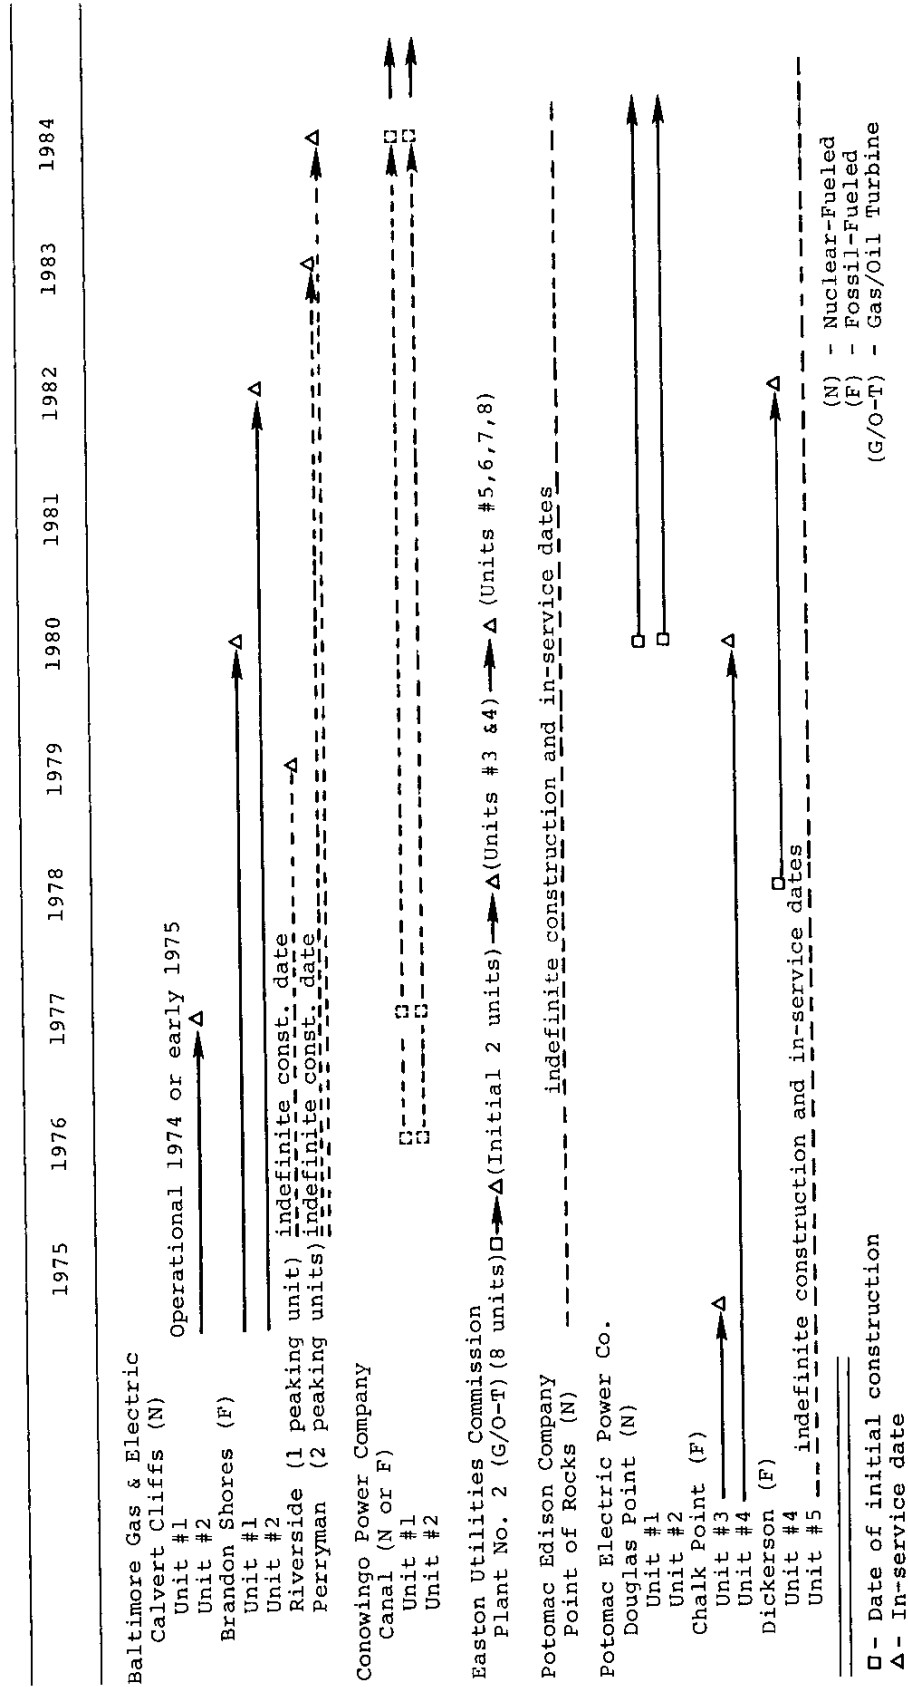 1975 1976 1977 1978 1979 1980 1981 1982 1983 1984
Baltimore Gas & Electric
Calvert Cliffs (N)
Unit #1 Operational 1974 or early 1975
Unit #2
Brandon Shores (F)
Unit #1
Unit #2
Riverside (1 peaking unit) indefinite const. date
Perryman (2 peaking units) indefinite const. date
Conowingo Power Company
Canal (N or F)
Unit #1
Unit #2
Easton Utilities Commission
Plant No. 2 (G/O-T) (8 units) (Initial 2 units) (Units #3 &4) (Units #5,6,7,8)
Potomac Edison Company
Point of Rocks (N) indefinite construction and in-service dates
Potomac Electric Power Co.
Douglas Point (N)
Unit #1
Unit #2
Chalk Point (F)
Unit #3
Unit #4
Dickerson (F)
Unit #4
Unit #5 indefinite construction and in-service dates
(N) - Nuclear-Fueled
(F) - Fossil-Fueled
(G/O-T) - Gas/Oil Turbine
□ - Date of initial construction
Δ - In-service date